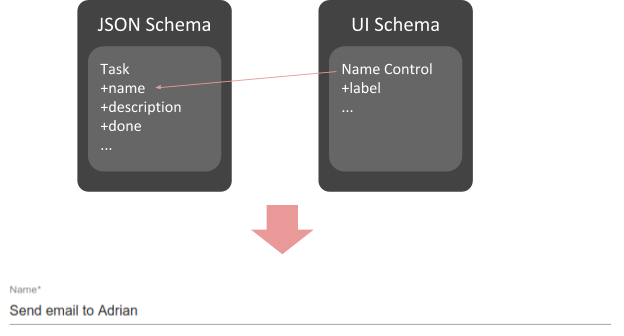 JSON Schema
Task
+name
+description
+done
...
UI Schema
Name Control
+label
...
Name*
Send email to Adrian